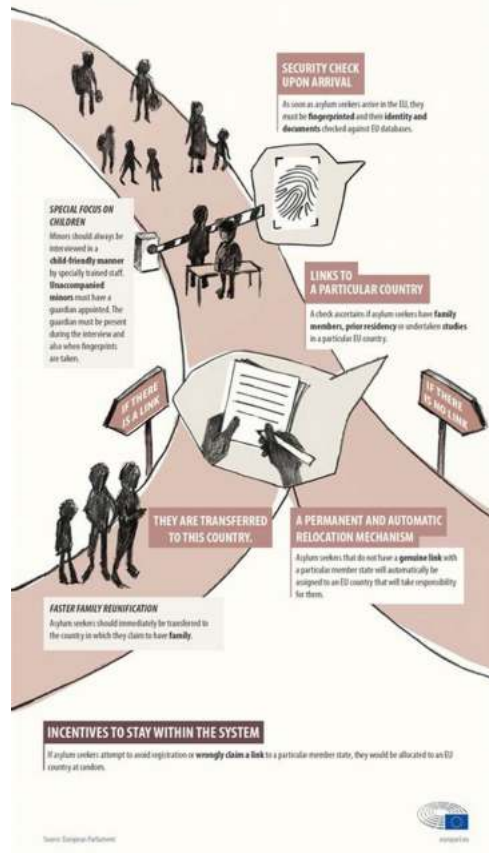 SECURITY CHECK
UPON ARRIVAL
As soon as asylum seekers arrive in the EU, they
must be fingerprinted and their identity and
documents checked against EU databases.
SPECIAL FOCUS ON
CHILDREN
Minors should always be
interviewed in a
child-friendly manner
by specially trained staff.
Unaccompanied
minors must have a
guardian appointed. The
guardian must be present
during the interview and
also when fingerprints
are taken.
LINKS TO
A PARTICULAR COUNTRY
A check ascertains if asylum seekers have family
members, prior residency or undertaken studies
in a particular EU country.
IF THERE
IS A LINK
IF THERE
IS NO LINK
THEY ARE TRANSFERRED
TO THIS COUNTRY.
A PERMANENT AND AUTOMATIC
RELOCATION MECHANISM
Asylum seekers that do not have a genuine link with
a particular member state will automatically be
assigned to an EU country that will take responsibility
for them.
FASTER FAMILY REUNIFICATION
Asylum seekers should immediately be transferred to
the country in which they claim to have family.
INCENTIVES TO STAY WITHIN THE SYSTEM
If asylum seekers attempt to avoid registration or wrongly claim a link to a particular member state, they would be allocated to an EU
country at random.
Source: European Parliament
europarl.eu